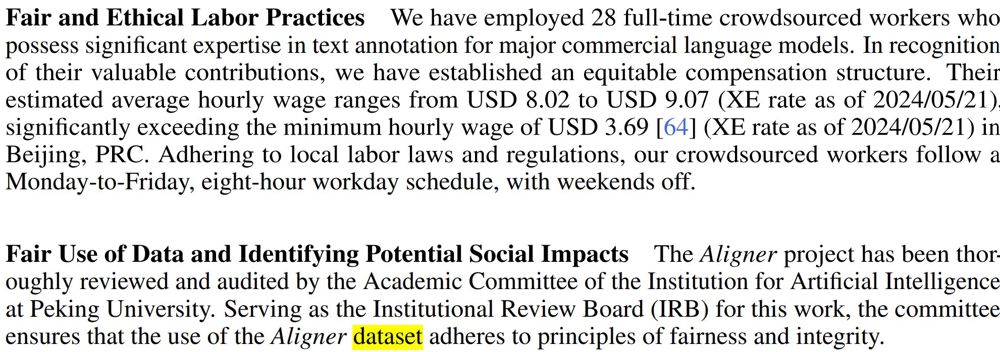 Fair and Ethical Labor Practices We have employed 28 full-time crowdsourced workers who
possess significant expertise in text annotation for major commercial language models. In recognition
of their valuable contributions, we have established an equitable compensation structure. Their
estimated average hourly wage ranges from USD 8.02 to USD 9.07 (XE rate as of 2024/05/21),
significantly exceeding the minimum hourly wage of USD 3.69 [64] (XE rate as of 2024/05/21) in
Beijing, PRC. Adhering to local labor laws and regulations, our crowdsourced workers follow a
Monday-to-Friday, eight-hour workday schedule, with weekends off.
Fair Use of Data and Identifying Potential Social Impacts The Aligner project has been thor-
oughly reviewed and audited by the Academic Committee of the Institution for Artificial Intelligence
at Peking University. Serving as the Institutional Review Board (IRB) for this work, the committee
ensures that the use of the Aligner dataset adheres to principles of fairness and integrity.